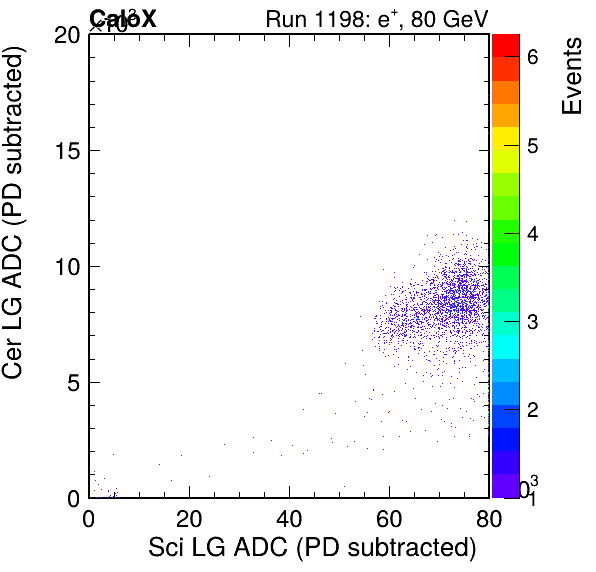 CaloX
×10³
Run 1198: e⁺, 80 GeV
Events
Cer LG ADC (PD subtracted)
20
15
10
5
0
6
5
4
3
2
1
0 20 40 60 80
Sci LG ADC (PD subtracted)